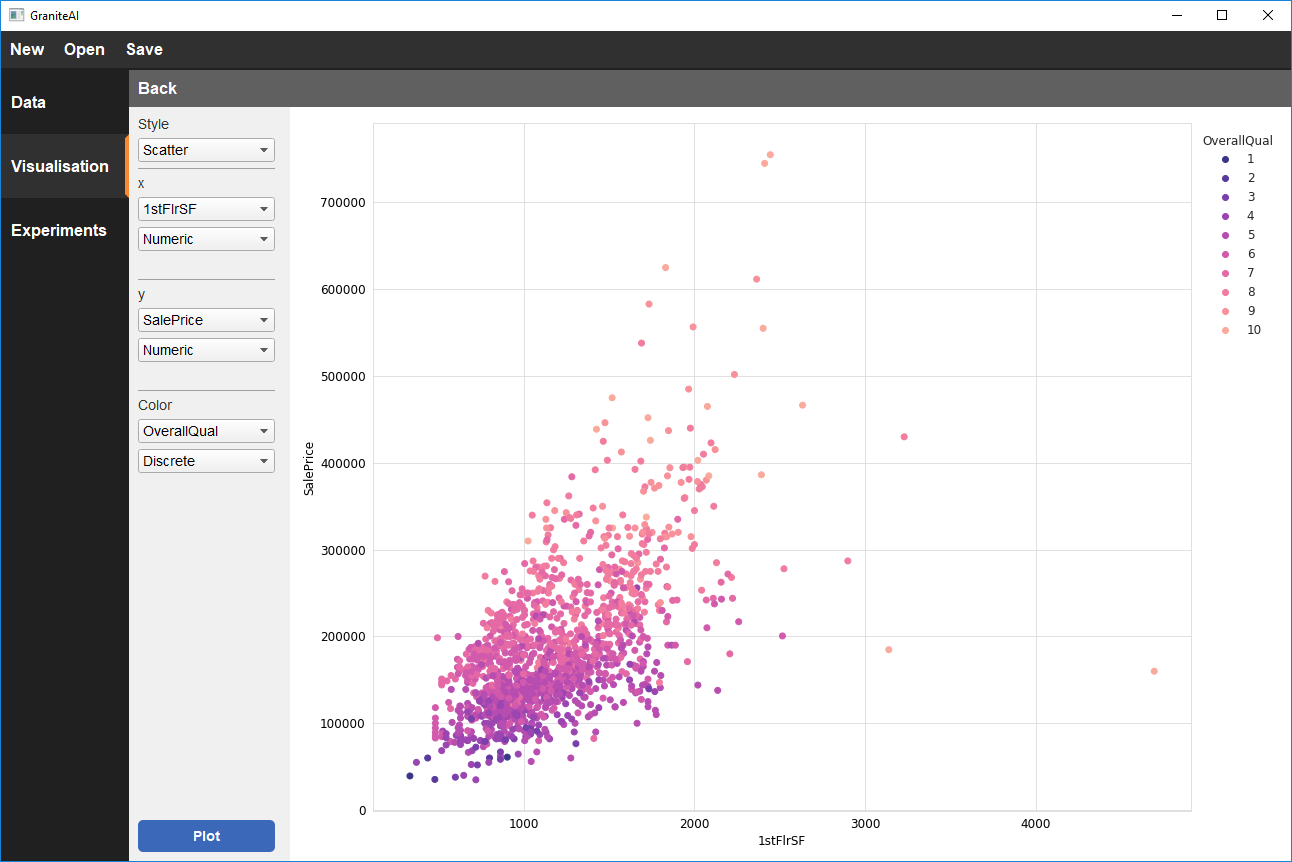 GraniteAI
New Open Save
Data
Visualisation
Experiments
Back
Style
Scatter
x
1stFlrSF
Numeric
y
SalePrice
Numeric
Color
OverallQual
Discrete
Plot
SalePrice
700000
600000
500000
400000
300000
200000
100000
0
1000 2000 3000 4000
1stFlrSF
OverallQual
1
2
3
4
5
6
7
8
9
10